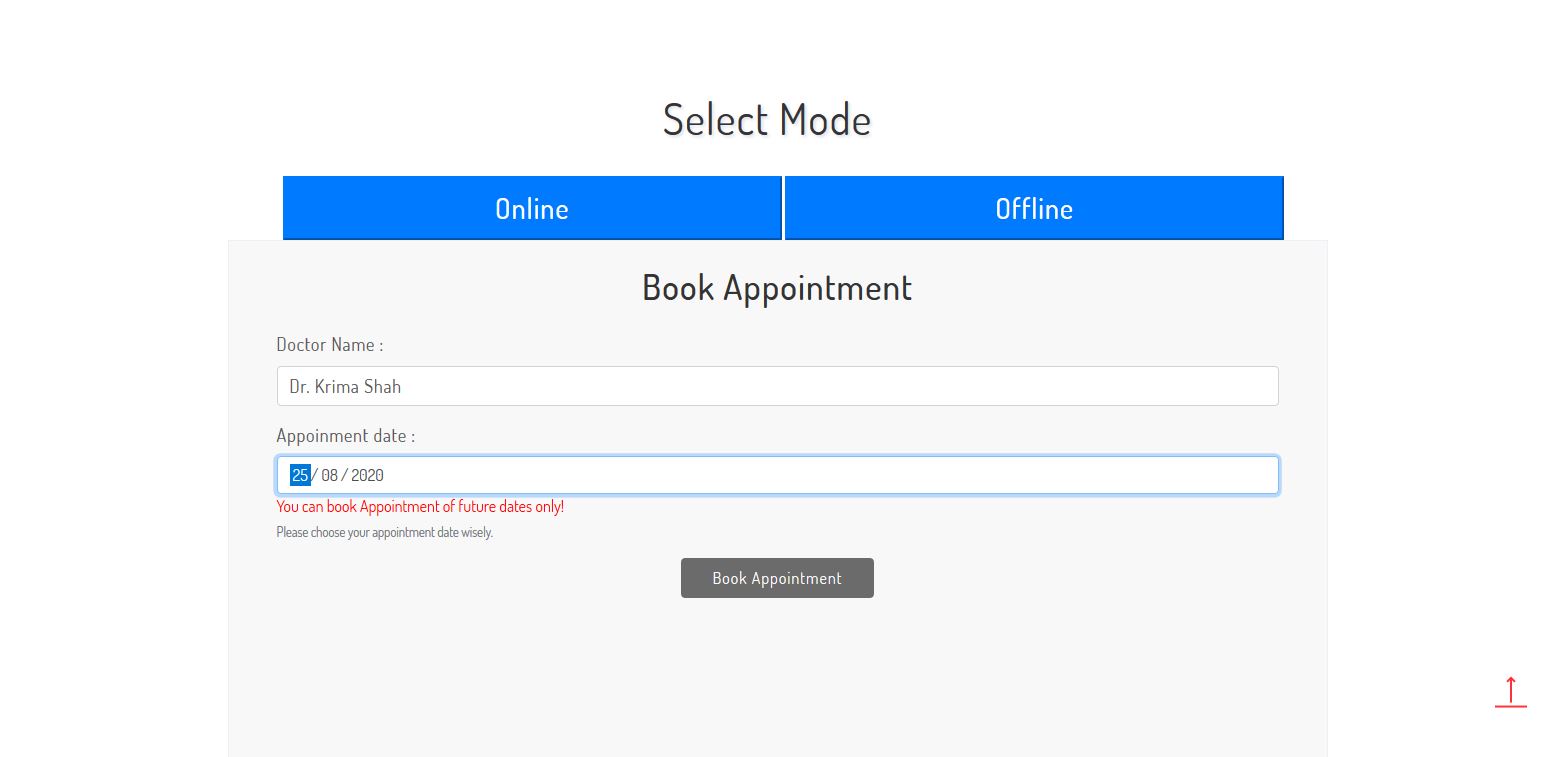 Select Mode
Online Offline
Book Appointment
Doctor Name :
Dr. Krima Shah
Appoinment date :
25/ 08 / 2020
You can book Appointment of future dates only!
Please choose your appointment date wisely.
Book Appointment